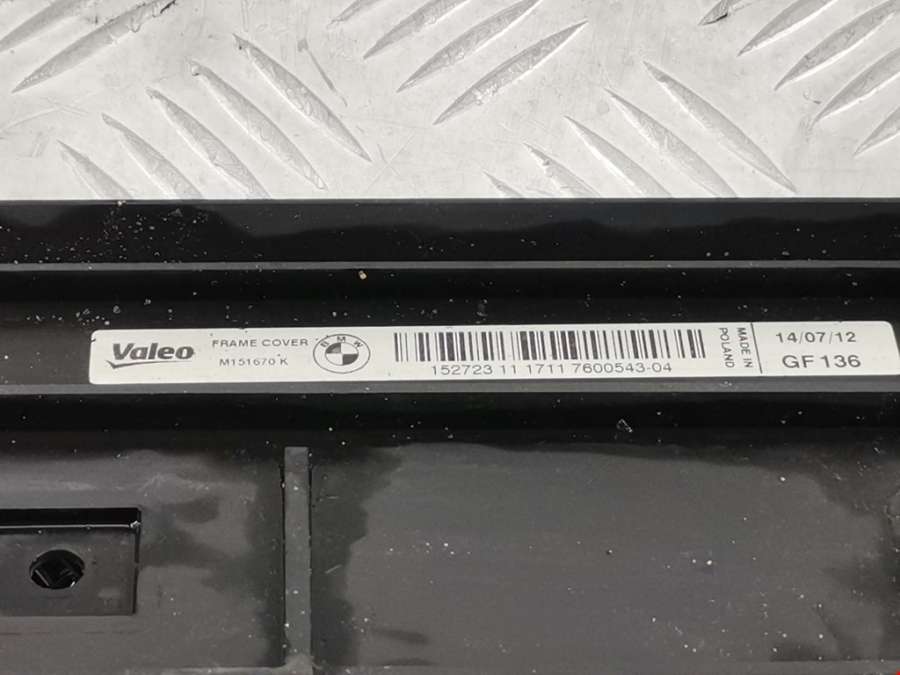 Valeo
FRAME COVER
M151670 K
BMW
152723 11 1711 7600543-04
MADE IN
POLAND
14/07/12
GF 136